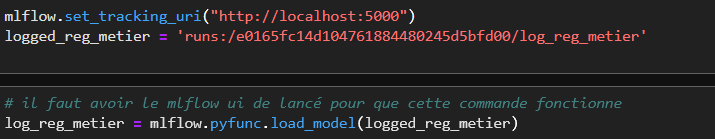 mlflow.set_tracking_uri("http://localhost:5000")
logged_reg_metier = 'runs:/e0165fc14d104761884480245d5bfd00/log_reg_metier'
# il faut avoir le mlflow ui de lancé pour que cette commande fonctionne
log_reg_metier = mlflow.pyfunc.load_model(logged_reg_metier)